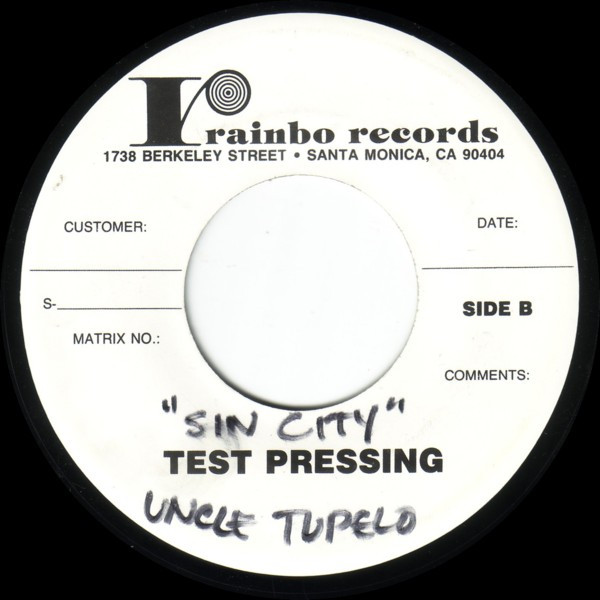 r rainbo records
1738 BERKELEY STREET • SANTA MONICA, CA 90404
CUSTOMER:
DATE:
S-
SIDE B
MATRIX NO.:
COMMENTS:
"SIN CITY"
TEST PRESSING
UNCLE TUPELO